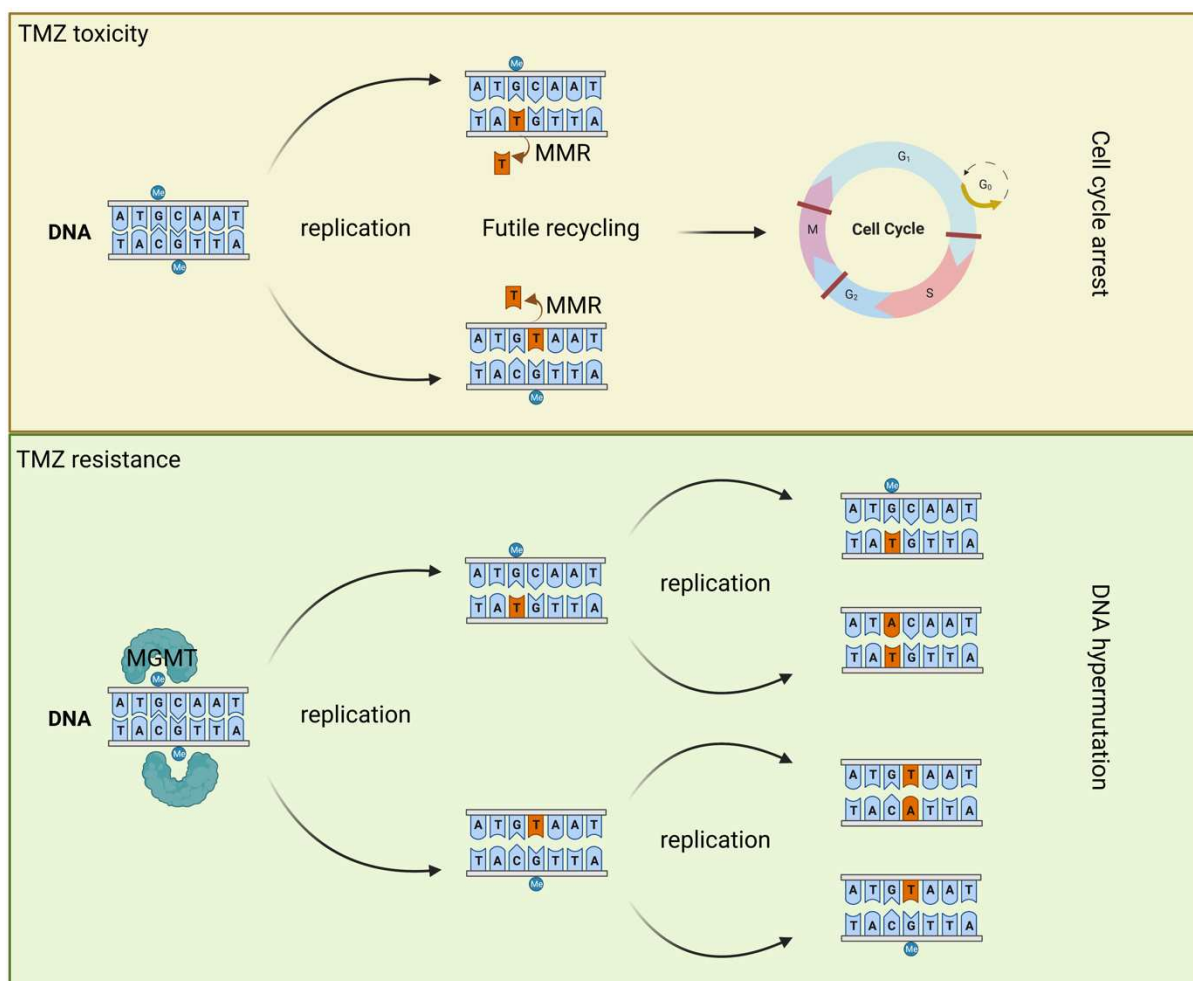 TMZ toxicity
Me
A T G C A A T
T A T G T T A
T
MMR
Me
DNA
A T G C A A T
T A C G T T A
Me
replication
Futile recycling
T
MMR
A T G T A A T
T A C G T T A
Me
G1
G0
M
Cell Cycle
G2
S
Cell cycle arrest
TMZ resistance
MGMT
Me
DNA
A T G C A A T
T A C G T T A
Me
replication
Me
A T G C A A T
T A T G T T A
A T G T A A T
T A C G T T A
Me
replication
Me
A T G C A A T
T A T G T T A
A T A C A A T
T A T G T T A
replication
A T G T A A T
T A C A T T A
A T G T A A T
T A C G T T A
Me
DNA hypermutation